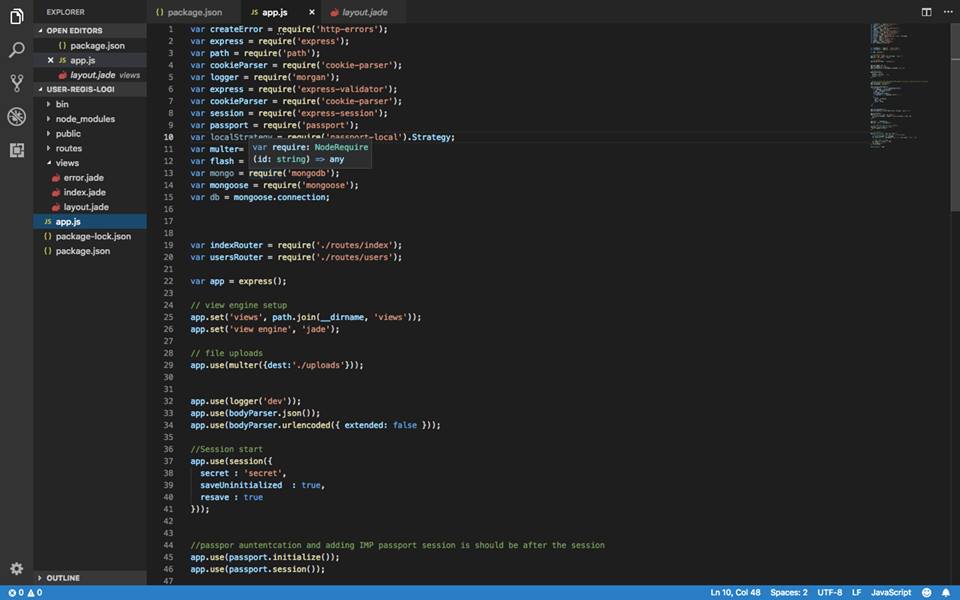 EXPLORER
OPEN EDITORS
{} package.json
× JS app.js
layout.jade views
USER-REGIS-LOGI
bin
node_modules
public
routes
views
error.jade
index.jade
layout.jade
JS app.js
{} package-lock.json
{} package.json
OUTLINE
{} package.json JS app.js × layout.jade
1 var createError = require('http-errors');
2 var express = require('express');
3 var path = require('path');
4 var cookieParser = require('cookie-parser');
5 var logger = require('morgan');
6 var express = require('express-validator');
7 var cookieParser = require('cookie-parser');
8 var session = require('express-session');
9 var passport = require('passport');
10 var localStrategy = require('passport-local').Strategy;
11 var multer=
var require: NodeRequire
(id: string) => any
12 var flash =
13 var mongo = require('mongodb');
14 var mongoose = require('mongoose');
15 var db = mongoose.connection;
16
17
18
19 var indexRouter = require('./routes/index');
20 var usersRouter = require('./routes/users');
21
22 var app = express();
23
24 // view engine setup
25 app.set('views', path.join(__dirname, 'views'));
26 app.set('view engine', 'jade');
27
28 // file uploads
29 app.use(multer({dest:'./uploads'}));
30
31
32 app.use(logger('dev'));
33 app.use(bodyParser.json());
34 app.use(bodyParser.urlencoded({ extended: false }));
35
36 //Session start
37 app.use(session({
38 secret : 'secret',
39 saveUninitialized  : true,
40 resave : true
41 }));
42
43
44 //passpor auntentcation and adding IMP passport session is should be after the session
45 app.use(passport.initialize());
46 app.use(passport.session());
47
0 0 Ln 10, Col 48 Spaces: 2 UTF-8 LF JavaScript